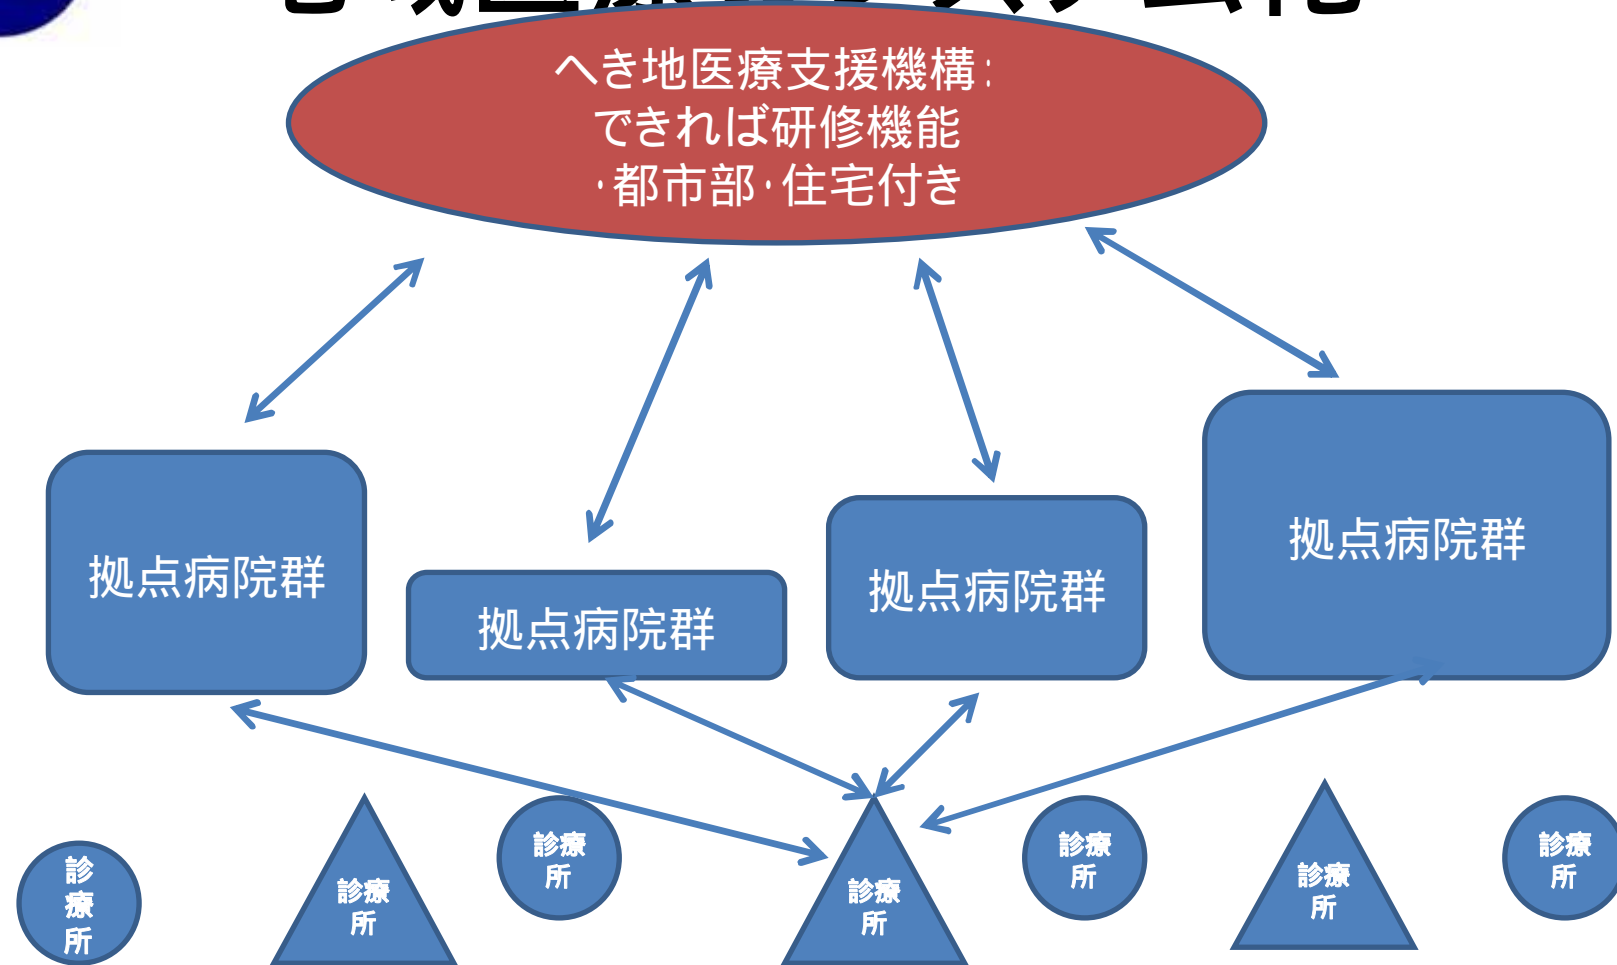 へき地医療支援機構:
できれば研修機能
・都市部・住宅付き
拠点病院群
拠点病院群
拠点病院群
拠点病院群
診
療
所
診療
所
診療
所
診療
所
診療
所
診療
所
診療
所